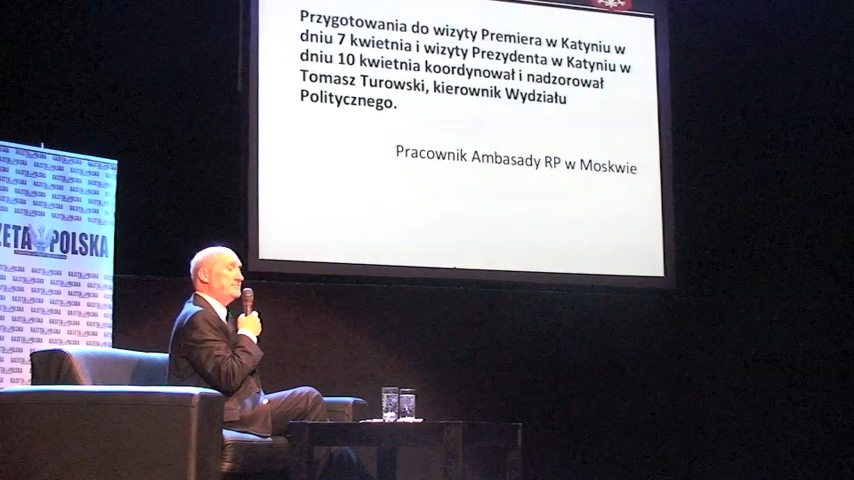 Przygotowania do wizyty Premiera w Katyniu w
dniu 7 kwietnia i wizyty Prezydenta w Katyniu w
dniu 10 kwietnia koordynował i nadzorował
Tomasz Turowski, kierownik Wydziału
Politycznego.
Pracownik Ambasady RP w Moskwie
ZETA POLSKA